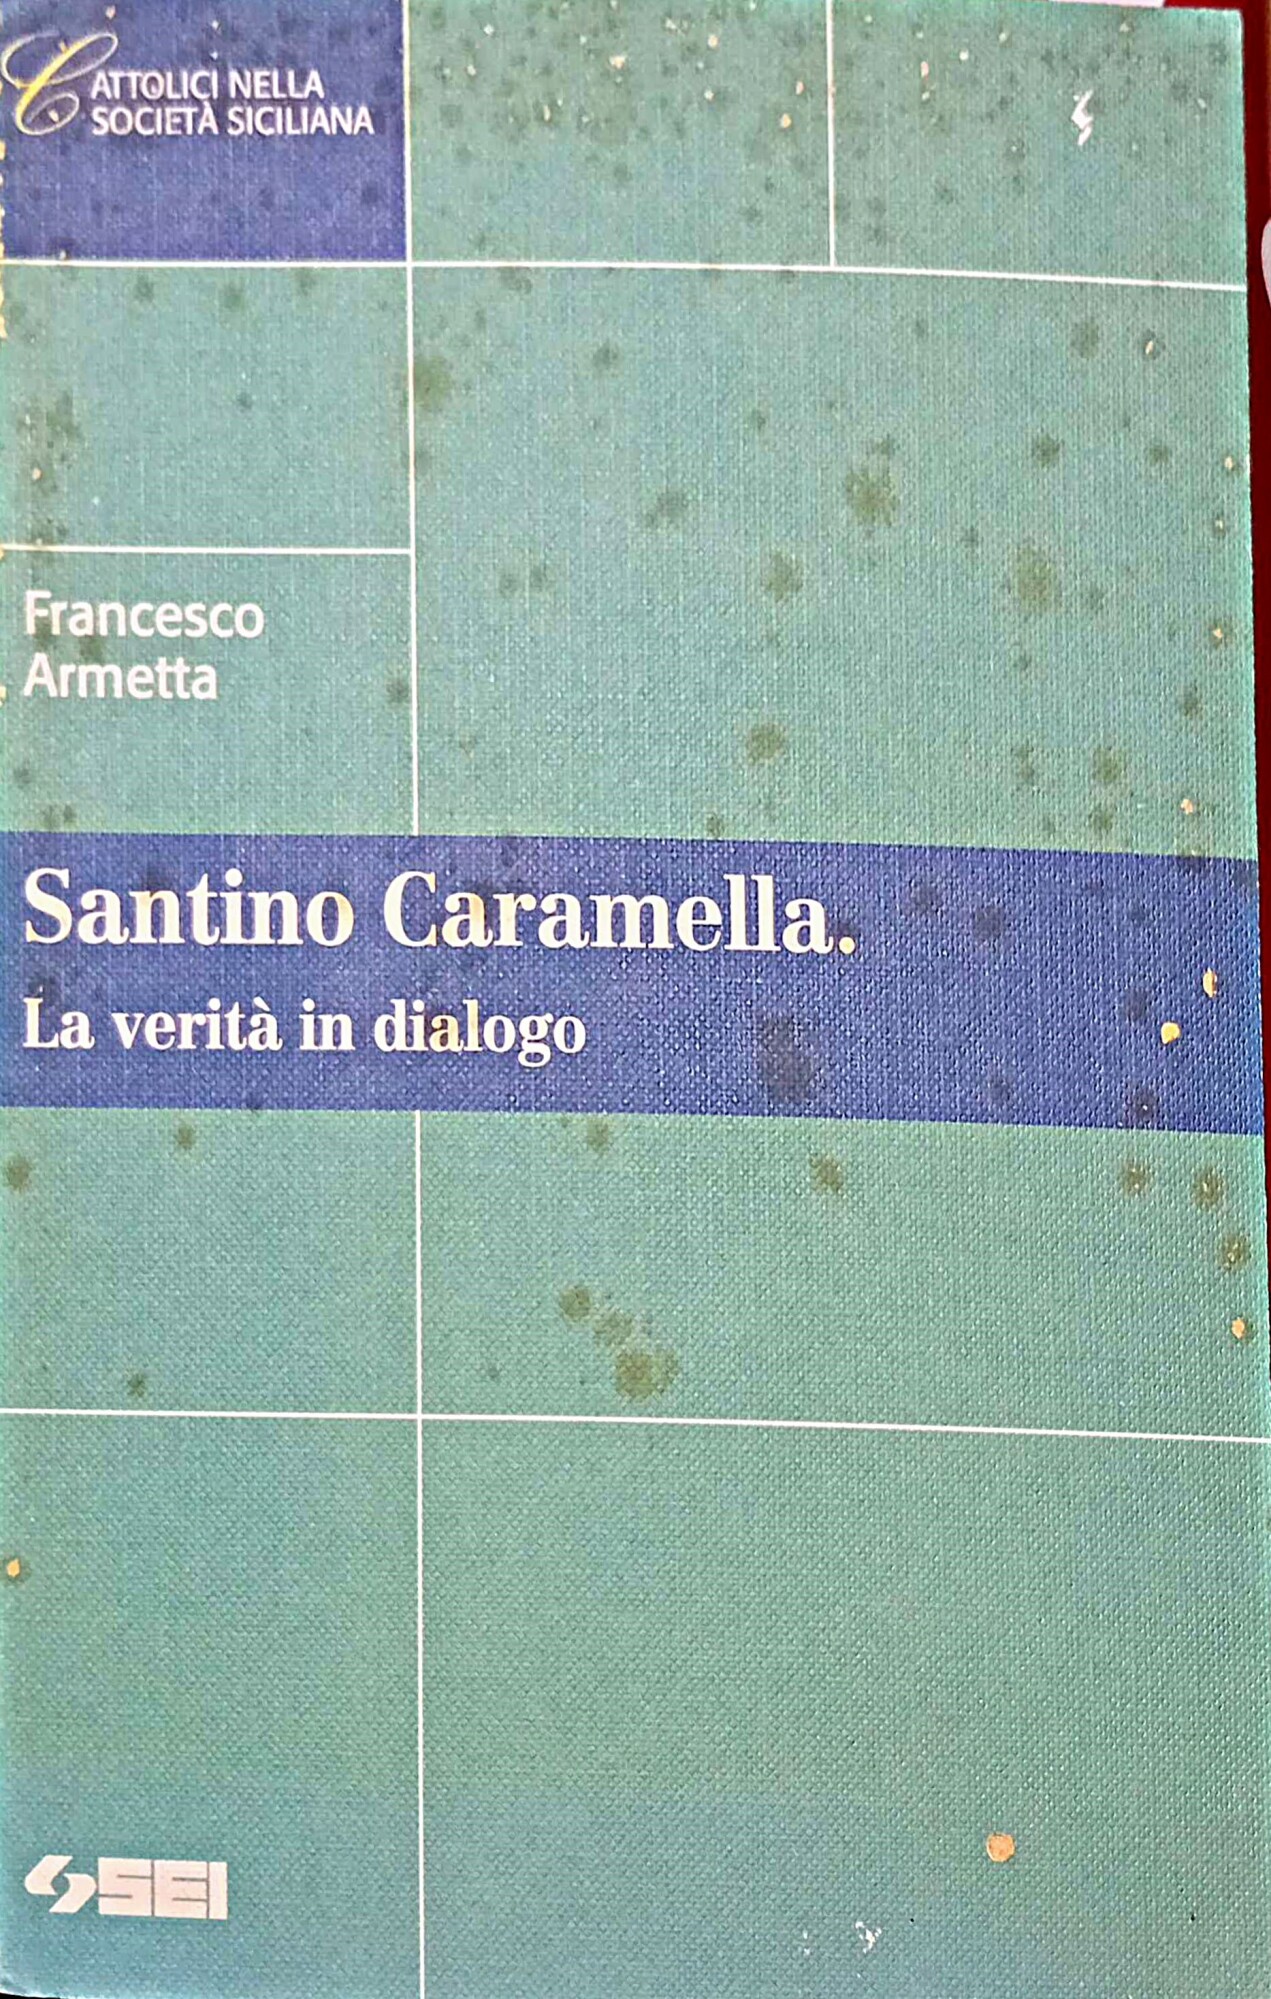 CATTOLICI NELLA
SOCIETÀ SICILIANA
Francesco
Armetta
Santino Caramella.
La verità in dialogo
SEI